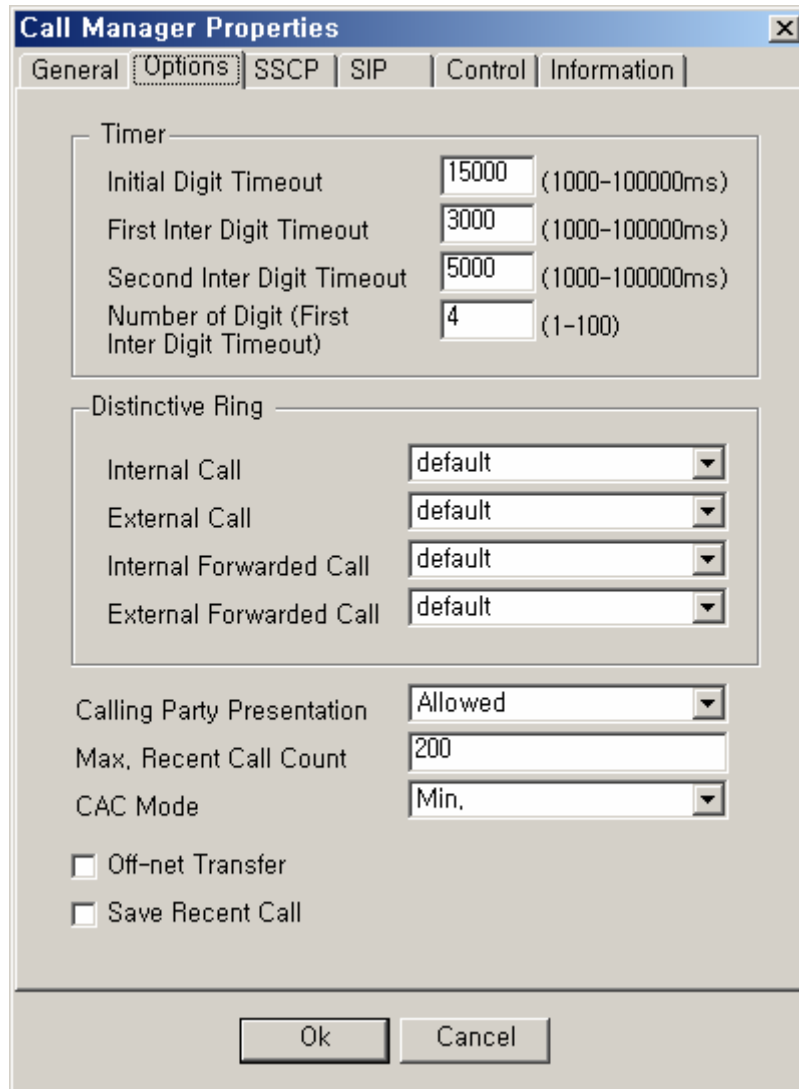 Call Manager Properties
General Options SSCP SIP Control Information
Timer
Initial Digit Timeout 15000 (1000-100000ms)
First Inter Digit Timeout 3000 (1000-100000ms)
Second Inter Digit Timeout 5000 (1000-100000ms)
Number of Digit (First
Inter Digit Timeout) 4 (1-100)
Distinctive Ring
Internal Call default
External Call default
Internal Forwarded Call default
External Forwarded Call default
Calling Party Presentation Allowed
Max. Recent Call Count 200
CAC Mode Min.
Off-net Transfer
Save Recent Call
Ok Cancel